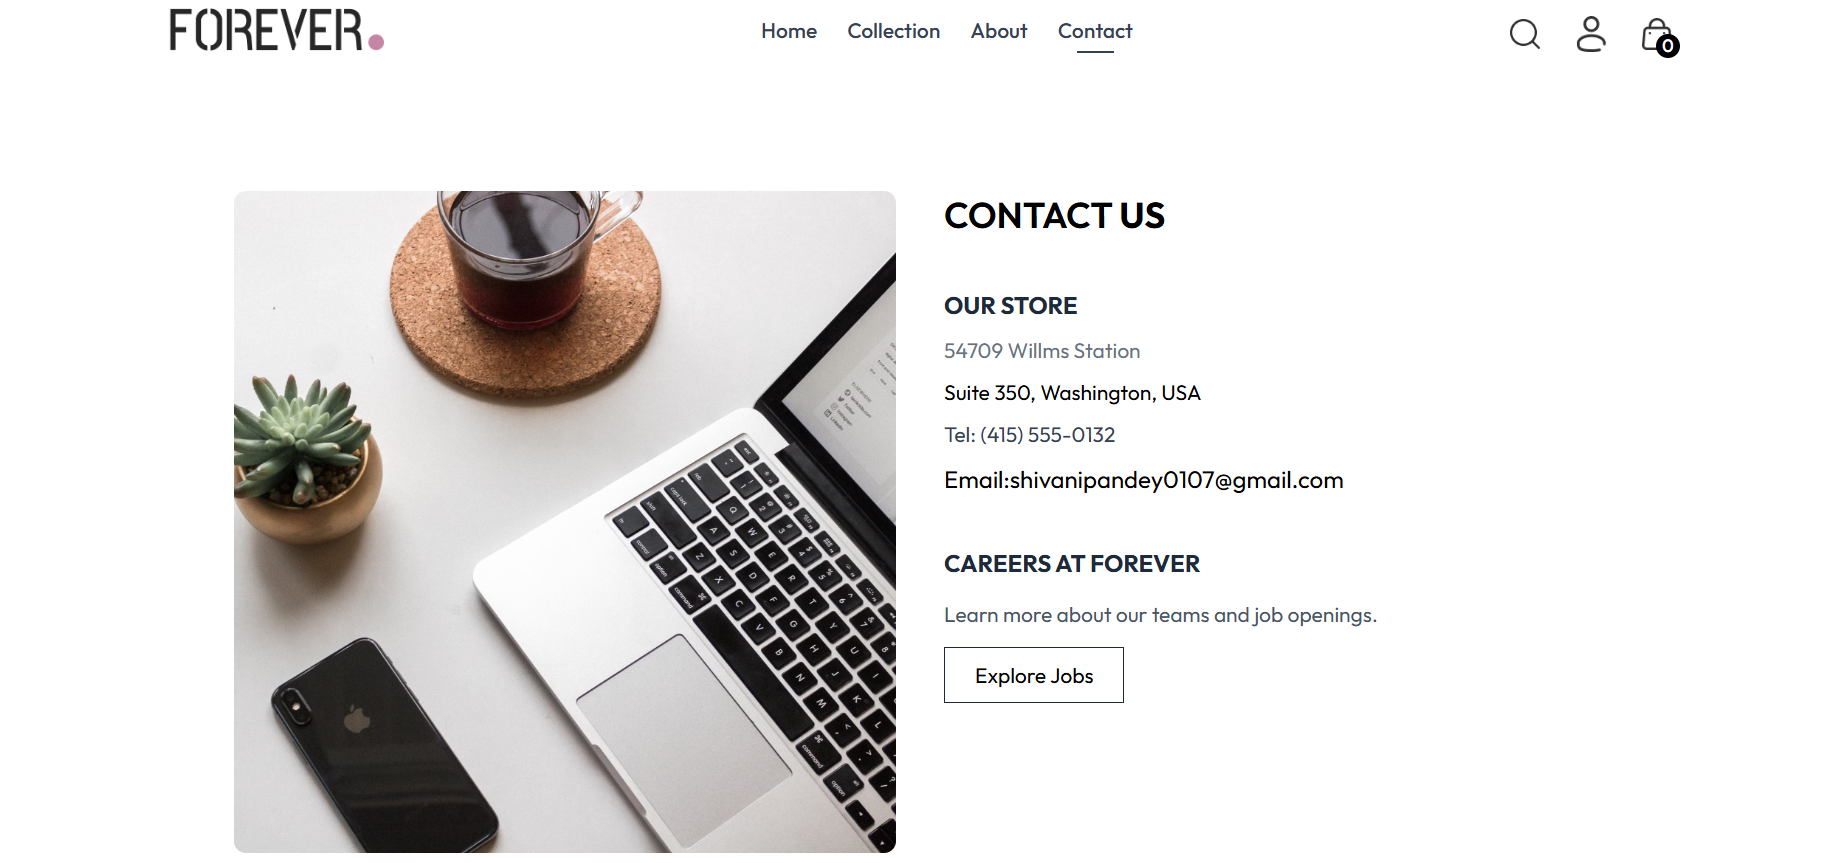 FOREVER.
Home Collection About Contact
0
CONTACT US
OUR STORE
54709 Willms Station
Suite 350, Washington, USA
Tel: (415) 555-0132
Email:shivanipandey0107@gmail.com
CAREERS AT FOREVER
Learn more about our teams and job openings.
Explore Jobs